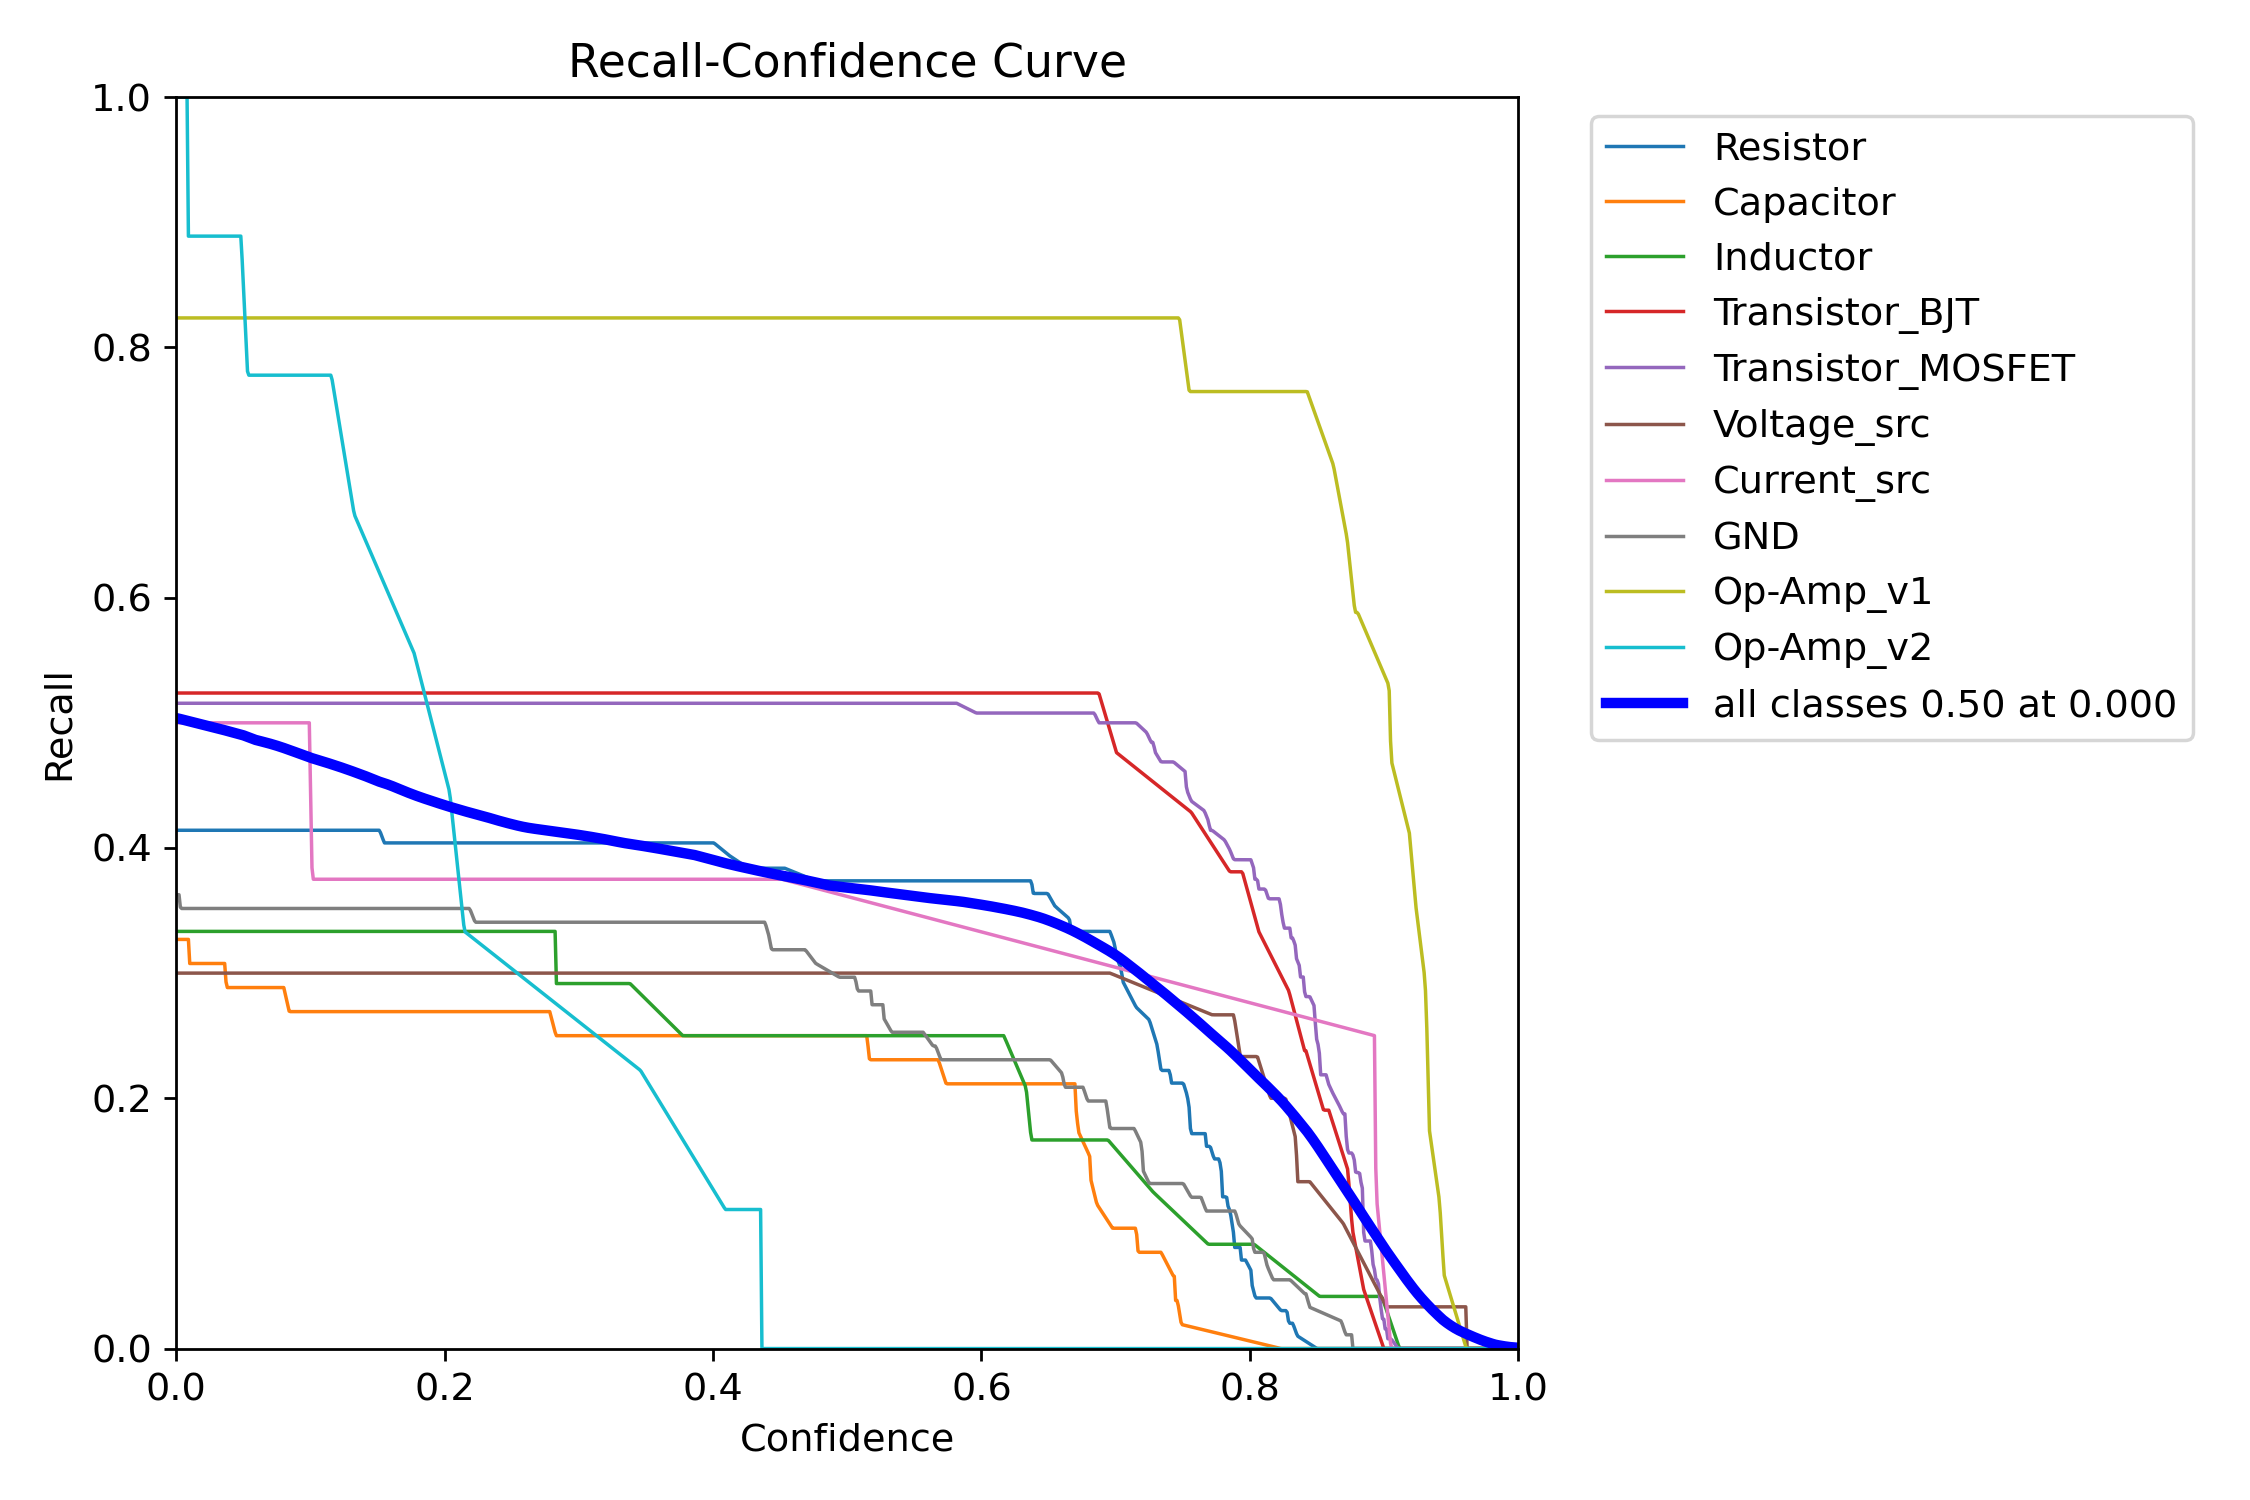 Recall-Confidence Curve
1.0
0.8
0.6
0.4
0.2
0.0
Recall
0.0 0.2 0.4 0.6 0.8 1.0
Confidence
Resistor
Capacitor
Inductor
Transistor_BJT
Transistor_MOSFET
Voltage_src
Current_src
GND
Op-Amp_v1
Op-Amp_v2
all classes 0.50 at 0.000